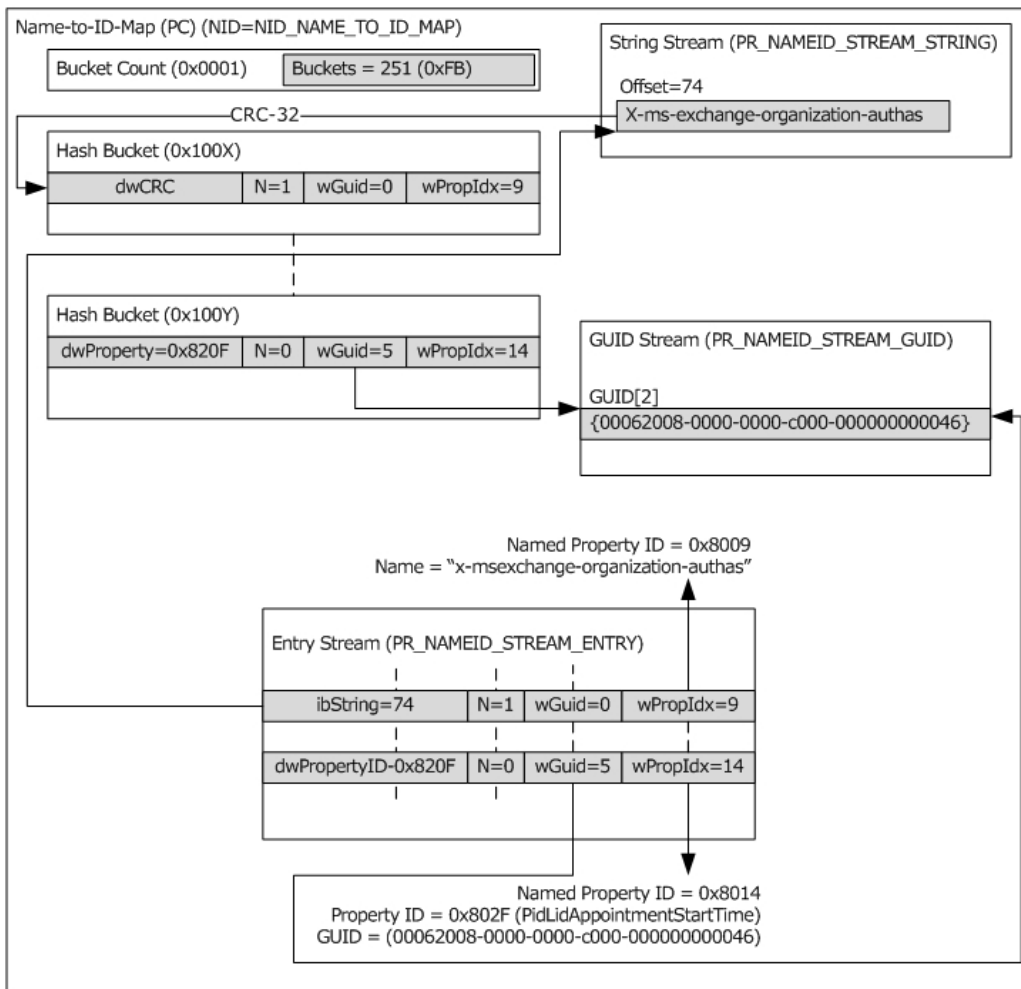 Name-to-ID-Map (PC) (NID=NID_NAME_TO_ID_MAP)
Bucket Count (0x0001)
Buckets = 251 (0xFB)
String Stream (PR_NAMEID_STREAM_STRING)
Offset=74
X-ms-exchange-organization-authas
CRC-32
Hash Bucket (0x100X)
dwCRC
N=1
wGuid=0
wPropIdx=9
Hash Bucket (0x100Y)
dwProperty=0x820F
N=0
wGuid=5
wPropIdx=14
GUID Stream (PR_NAMEID_STREAM_GUID)
GUID[2]
{00062008-0000-0000-c000-000000000046}
Named Property ID = 0x8009
Name = “x-msexchange-organization-authas”
Entry Stream (PR_NAMEID_STREAM_ENTRY)
ibString=74
N=1
wGuid=0
wPropIdx=9
dwPropertyID-0x820F
N=0
wGuid=5
wPropIdx=14
Named Property ID = 0x8014
Property ID = 0x802F (PidLidAppointmentStartTime)
GUID = (00062008-0000-0000-c000-000000000046)